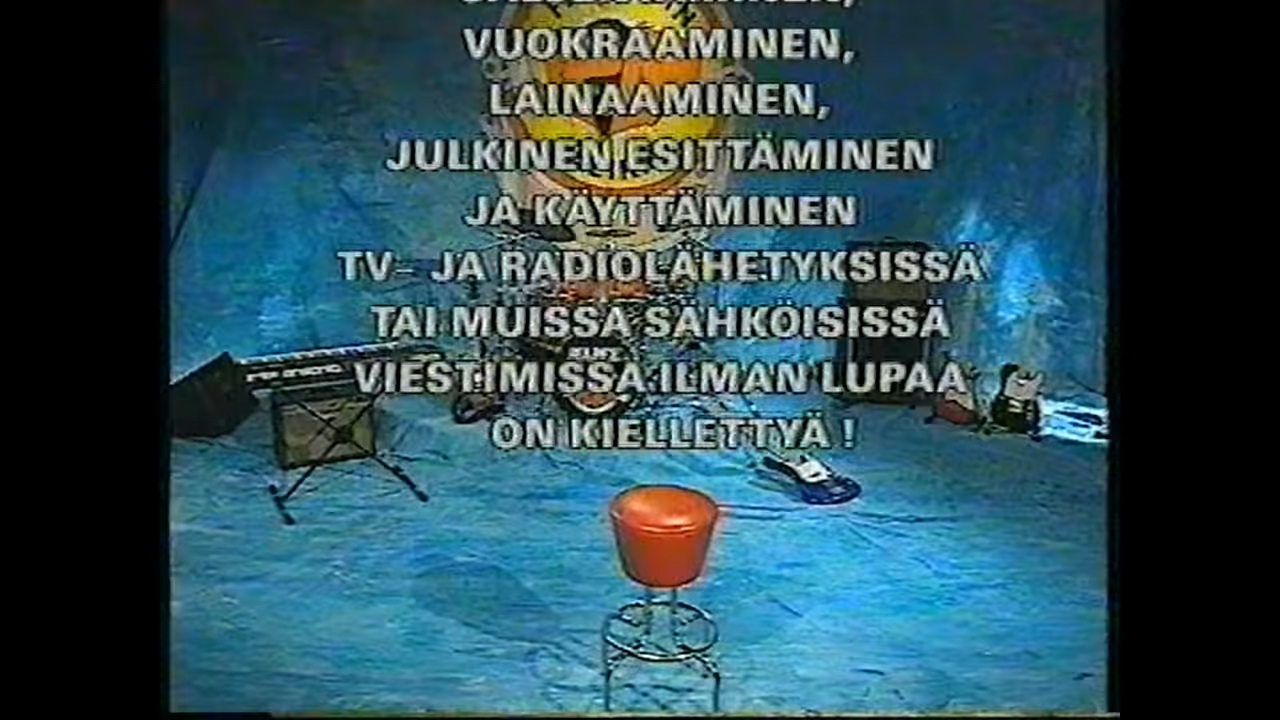 VUOKRAAMINEN,
LAINAAMINEN,
JULKINEN ESITTÄMINEN
JA KÄYTTÄMINEN
TV- JA RADIOLÄHETYKSISSÄ
TAI MUISSA SÄHKÖISISSÄ
VIESTIMISSÄ ILMAN LUPAA
ON KIELLETTYÄ !